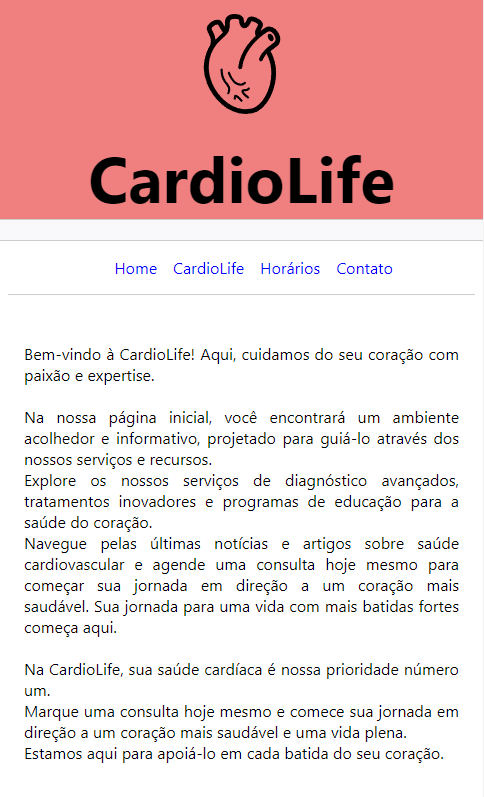 CardioLife
Home CardioLife Horários Contato
Bem-vindo à CardioLife! Aqui, cuidamos do seu coração com
paixão e expertise.
Na nossa página inicial, você encontrará um ambiente
acolhedor e informativo, projetado para guiá-lo através dos
nossos serviços e recursos.
Explore os nossos serviços de diagnóstico avançados,
tratamentos inovadores e programas de educação para a
saúde do coração.
Navegue pelas últimas notícias e artigos sobre saúde
cardiovascular e agende uma consulta hoje mesmo para
começar sua jornada em direção a um coração mais
saudável. Sua jornada para uma vida com mais batidas fortes
começa aqui.
Na CardioLife, sua saúde cardíaca é nossa prioridade número
um.
Marque uma consulta hoje mesmo e comece sua jornada em
direção a um coração mais saudável e uma vida plena.
Estamos aqui para apoiá-lo em cada batida do seu coração.